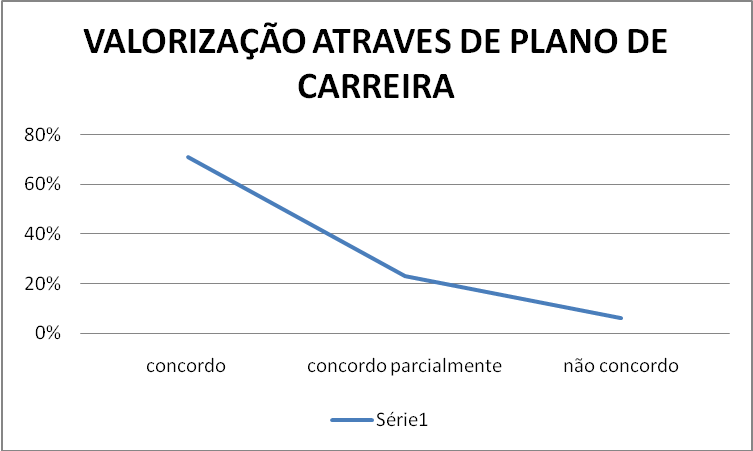 VALORIZAÇÃO ATRAVES DE PLANO DE
CARREIRA
80%
60%
40%
20%
0%
concordo
concordo parcialmente
não concordo
Série1